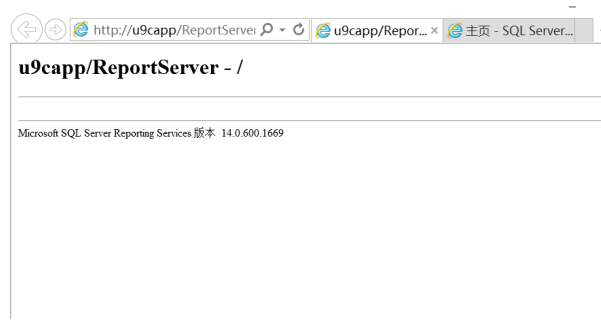 http://u9capp/ReportServer
u9capp/Repor... ×
主页 - SQL Server...
u9capp/ReportServer - /
Microsoft SQL Server Reporting Services 版本 14.0.600.1669